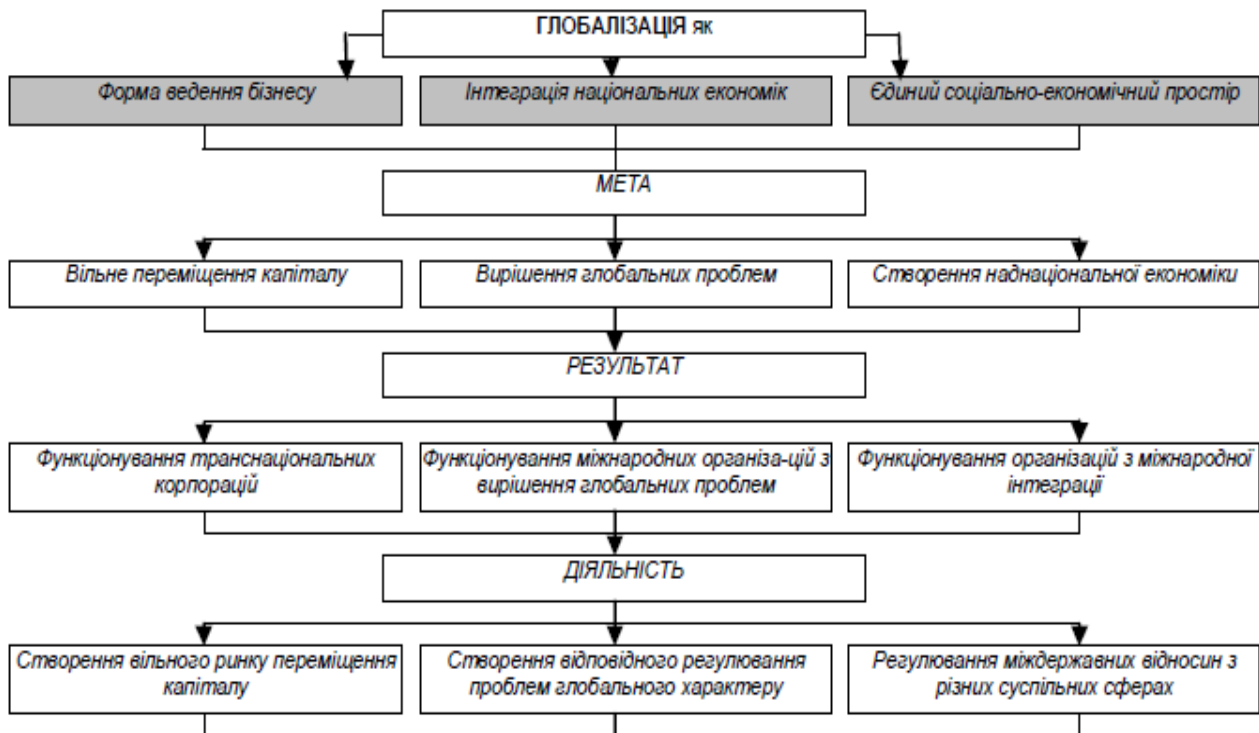 ГЛОБАЛІЗАЦІЯ як
Форма ведення бізнесу
Інтеграція національних економік
Єдиний соціально-економічний простір
МЕТА
Вільне переміщення капіталу
Вирішення глобальних проблем
Створення наднаціональної економіки
РЕЗУЛЬТАТ
Функціонування транснаціональних
корпорацій
Функціонування міжнародних організа-цій з
вирішення глобальних проблем
Функціонування організацій з міжнародної
інтеграції
ДІЯЛЬНІСТЬ
Створення вільного ринку переміщення
капіталу
Створення відповідного регулювання
проблем глобального характеру
Регулювання міждержавних відносин з
різних суспільних сферах